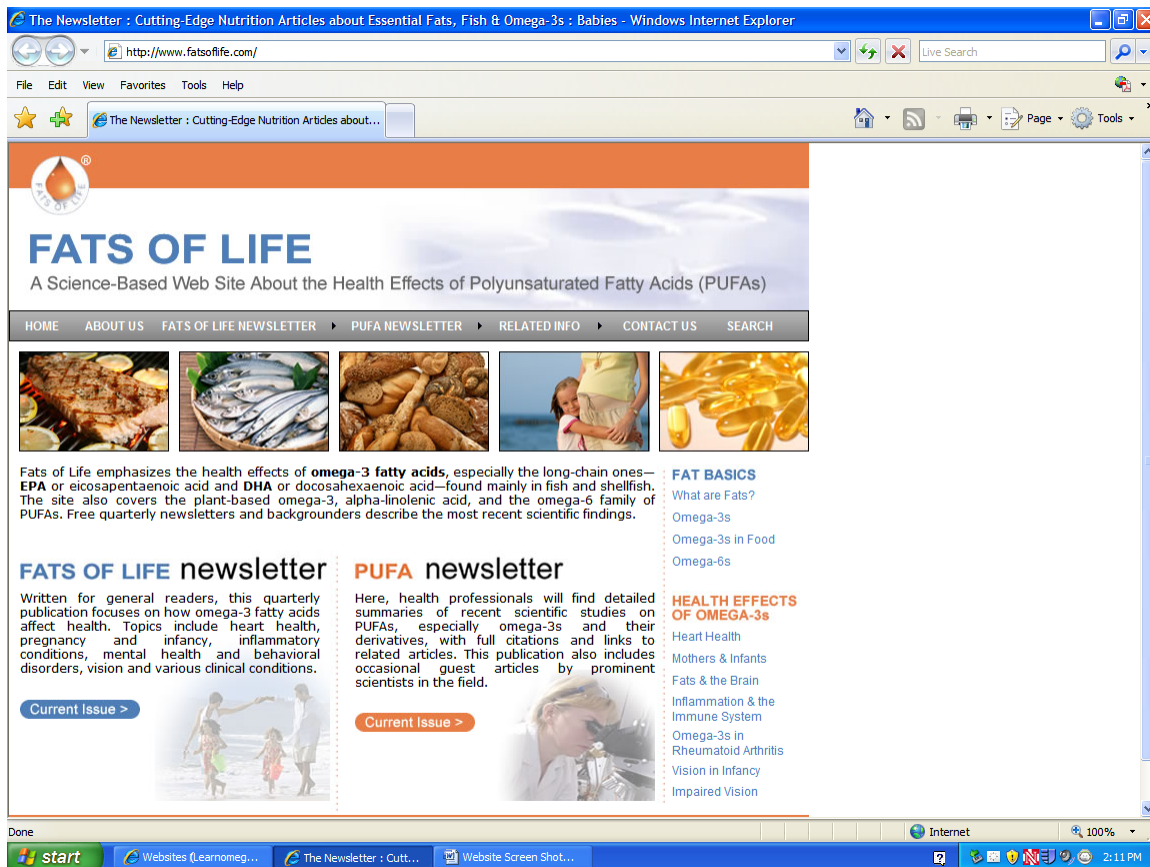 The Newsletter : Cutting-Edge Nutrition Articles about Essential Fats, Fish & Omega-3s : Babies - Windows Internet Explorer
http://www.fatsoflife.com/
Live Search
File Edit View Favorites Tools Help
The Newsletter : Cutting-Edge Nutrition Articles about...
Page
Tools
FATS OF LIFE
®
FATS OF LIFE
A Science-Based Web Site About the Health Effects of Polyunsaturated Fatty Acids (PUFAs)
HOME ABOUT US FATS OF LIFE NEWSLETTER PUFA NEWSLETTER RELATED INFO CONTACT US SEARCH
Fats of Life emphasizes the health effects of omega-3 fatty acids, especially the long-chain ones—
EPA or eicosapentaenoic acid and DHA or docosahexaenoic acid—found mainly in fish and shellfish.
The site also covers the plant-based omega-3, alpha-linolenic acid, and the omega-6 family of
PUFAs. Free quarterly newsletters and backgrounders describe the most recent scientific findings.
FATS OF LIFE newsletter
Written for general readers, this quarterly
publication focuses on how omega-3 fatty acids
affect health. Topics include heart health,
pregnancy and infancy, inflammatory
conditions, mental health and behavioral
disorders, vision and various clinical conditions.
Current Issue >
PUFA newsletter
Here, health professionals will find detailed
summaries of recent scientific studies on
PUFAs, especially omega-3s and their
derivatives, with full citations and links to
related articles. This publication also includes
occasional guest articles by prominent
scientists in the field.
Current Issue >
FAT BASICS
What are Fats?
Omega-3s
Omega-3s in Food
Omega-6s
HEALTH EFFECTS
OF OMEGA-3s
Heart Health
Mothers & Infants
Fats & the Brain
Inflammation & the
Immune System
Omega-3s in
Rheumatoid Arthritis
Vision in Infancy
Impaired Vision
Done
Internet
100%
start
Websites (Learnomeg...
The Newsletter : Cutt...
Website Screen Shot...
2:11 PM